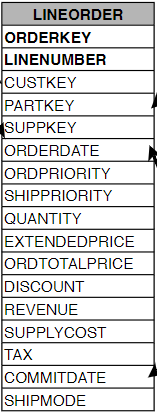 LINEORDER
ORDERKEY
LINENUMBER
CUSTKEY
PARTKEY
SUPPKEY
ORDERDATE
ORDPRIORITY
SHIPPRIORITY
QUANTITY
EXTENDEDPRICE
ORDTOTALPRICE
DISCOUNT
REVENUE
SUPPLYCOST
TAX
COMMITDATE
SHIPMODE